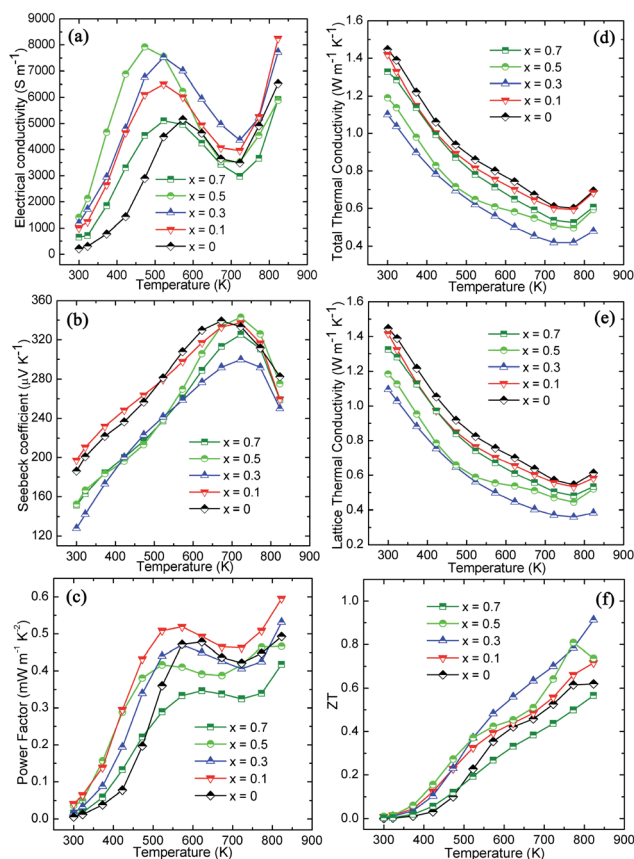 (a)
Electrical conductivity (S m⁻¹)
9000
8000
7000
6000
5000
4000
3000
2000
1000
0
x = 0.7
x = 0.5
x = 0.3
x = 0.1
x = 0
300 400 500 600 700 800 900
Temperature (K)
(b)
Seebeck coefficient (μV K⁻¹)
360
320
280
240
200
160
120
x = 0.7
x = 0.5
x = 0.3
x = 0.1
x = 0
300 400 500 600 700 800 900
Temperature (K)
(c)
Power Factor (mW m⁻¹ K⁻²)
0.6
0.5
0.4
0.3
0.2
0.1
0.0
x = 0.7
x = 0.5
x = 0.3
x = 0.1
x = 0
300 400 500 600 700 800 900
Temperature (K)
(d)
Total Thermal Conductivity (W m⁻¹ K⁻¹)
1.6
1.4
1.2
1.0
0.8
0.6
0.4
x = 0.7
x = 0.5
x = 0.3
x = 0.1
x = 0
300 400 500 600 700 800 900
Temperature (K)
(e)
Lattice Thermal Conductivity (W m⁻¹ K⁻¹)
1.6
1.4
1.2
1.0
0.8
0.6
0.4
0.2
x = 0.7
x = 0.5
x = 0.3
x = 0.1
x = 0
300 400 500 600 700 800 900
Temperature (K)
(f)
ZT
1.0
0.8
0.6
0.4
0.2
0.0
x = 0.7
x = 0.5
x = 0.3
x = 0.1
x = 0
300 400 500 600 700 800 900
Temperature (K)